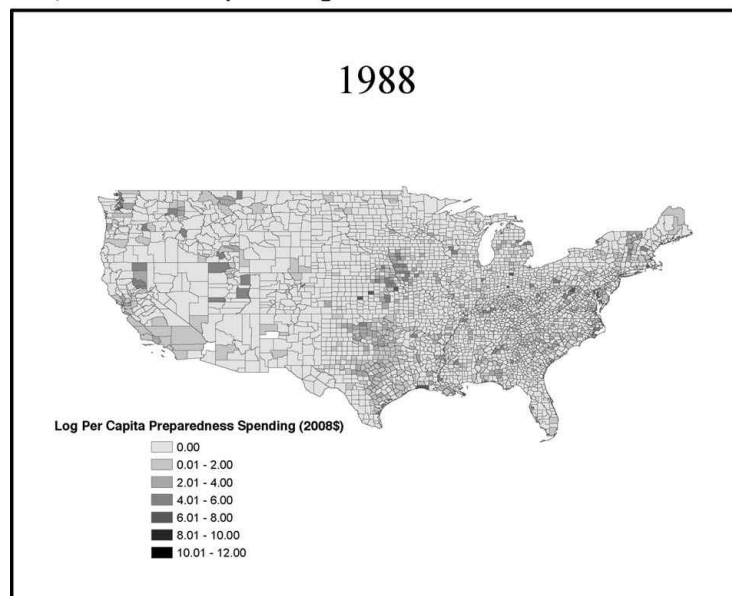 1988
Log Per Capita Preparedness Spending (2008$)
0.00
0.01 - 2.00
2.01 - 4.00
4.01 - 6.00
6.01 - 8.00
8.01 - 10.00
10.01 - 12.00